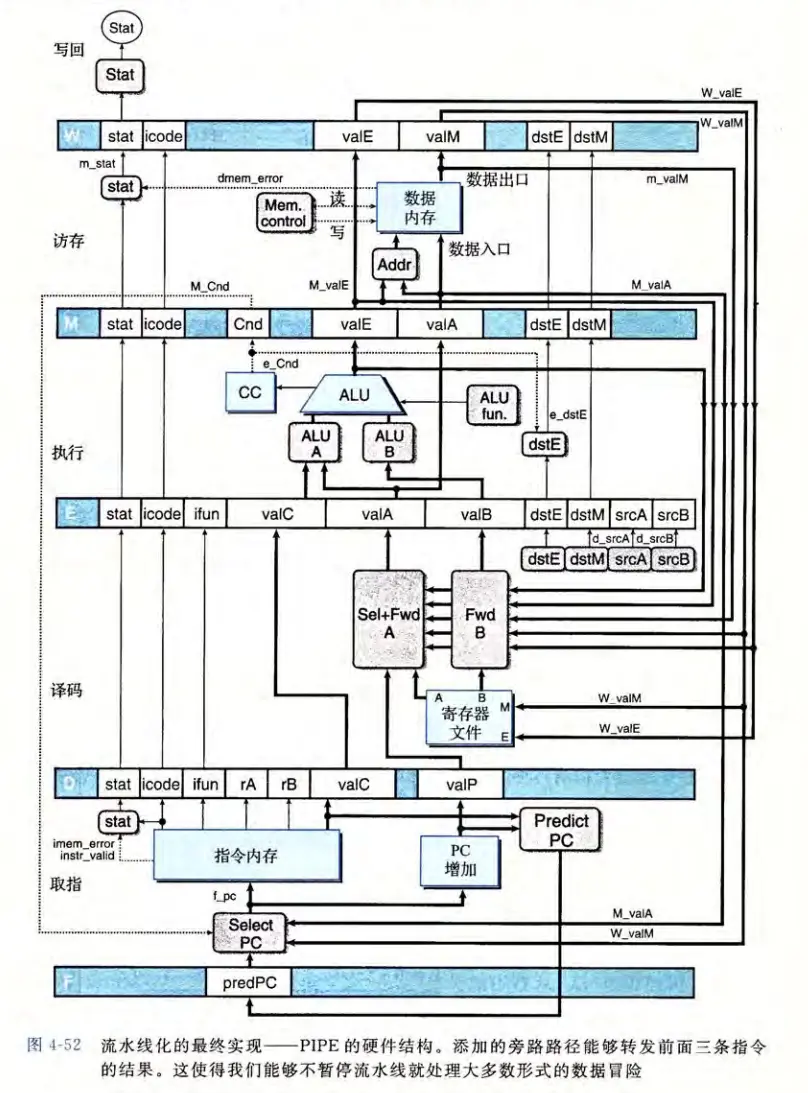 Stat
写回
Stat
W_valE
W stat icode valE valM dstE dstM
W_valM
m_stat
stat
dmem_error
数据出口
m_valM
Mem.
control
读
写
数据
内存
访存
数据入口
Addr
M_Cnd
M_valE
M_valA
M stat icode Cnd valE valA dstE dstM
e_Cnd
CC
ALU
ALU
fun.
e_dstE
执行
ALU
A
ALU
B
dstE
E stat icode ifun valC valA valB dstE dstM srcA srcB
d_srcA d_srcB
dstE dstM srcA srcB
Sel+Fwd
A
Fwd
B
译码
A B
M
寄存器
文件
E
W_valM
W_valE
D stat icode ifun rA rB valC valP
stat
imem_error
instr_valid
指令内存
PC
增加
Predict
PC
取指
f_pc
Select
PC
M_valA
W_valM
F predPC
图 4-52 流水线化的最终实现——PIPE 的硬件结构。添加的旁路路径能够转发前面三条指令
的结果。这使得我们能够不暂停流水线就处理大多数形式的数据冒险